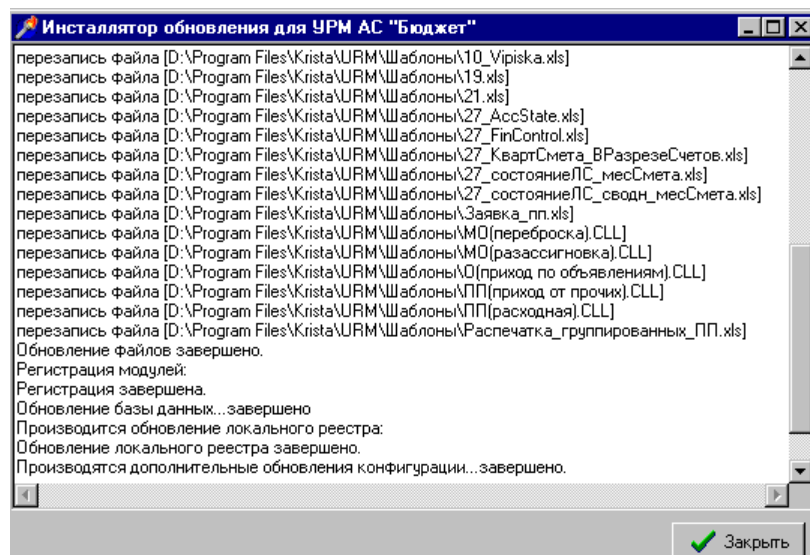 Инсталлятор обновления для УРМ АС "Бюджет"
перезапись файла [D:\Program Files\Krista\URM\Шаблоны\10_Vipiska.xls]
перезапись файла [D:\Program Files\Krista\URM\Шаблоны\19.xls]
перезапись файла [D:\Program Files\Krista\URM\Шаблоны\21.xls]
перезапись файла [D:\Program Files\Krista\URM\Шаблоны\27_AccState.xls]
перезапись файла [D:\Program Files\Krista\URM\Шаблоны\27_FinControl.xls]
перезапись файла [D:\Program Files\Krista\URM\Шаблоны\27_КвартСмета_ВРазрезеСчетов.xls]
перезапись файла [D:\Program Files\Krista\URM\Шаблоны\27_состояниеЛС_месСмета.xls]
перезапись файла [D:\Program Files\Krista\URM\Шаблоны\27_состояниеЛС_сводн_месСмета.xls]
перезапись файла [D:\Program Files\Krista\URM\Шаблоны\Заявка_пп.xls]
перезапись файла [D:\Program Files\Krista\URM\Шаблоны\МО(переброска).CLL]
перезапись файла [D:\Program Files\Krista\URM\Шаблоны\МО(разассигновка).CLL]
перезапись файла [D:\Program Files\Krista\URM\Шаблоны\О(приход по объявлениям).CLL]
перезапись файла [D:\Program Files\Krista\URM\Шаблоны\ПП(приход от прочих).CLL]
перезапись файла [D:\Program Files\Krista\URM\Шаблоны\ПП(расходная).CLL]
перезапись файла [D:\Program Files\Krista\URM\Шаблоны\Распечатка_группированных_ПП.xls]
Обновление файлов завершено.
Регистрация модулей:
Регистрация завершена.
Обновление базы данных...завершено
Производится обновление локального реестра:
Обновление локального реестра завершено.
Производятся дополнительные обновления конфигурации...завершено.
Закрыть